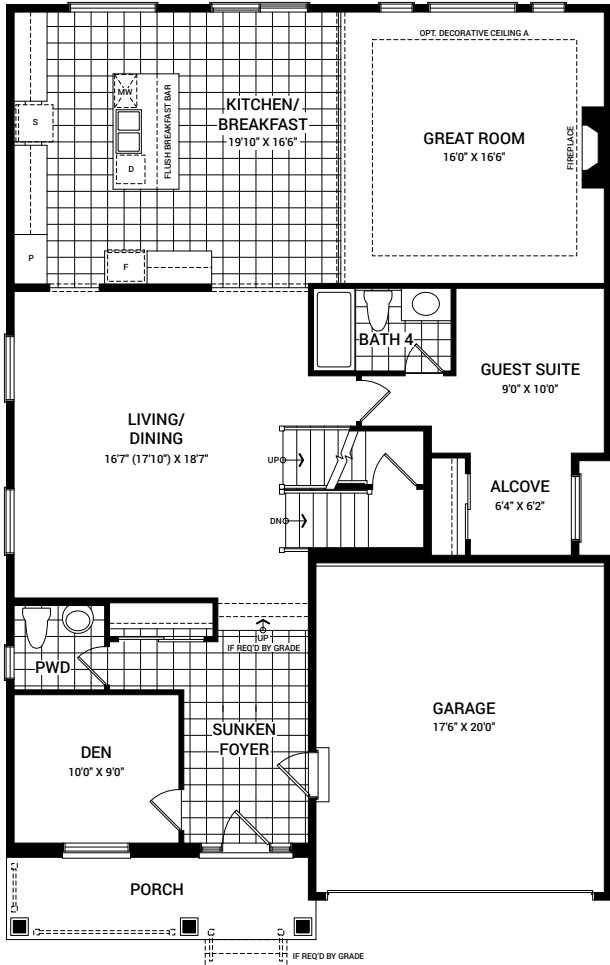 OPT. DECORATIVE CEILING A
MW
KITCHEN/
BREAKFAST
19'10" X 16'6"
FLUSH BREAKFAST BAR
S
D
GREAT ROOM
16'0" X 16'6"
FIREPLACE
P
F
BATH 4
GUEST SUITE
9'0" X 10'0"
LIVING/
DINING
16'7" (17'10") X 18'7"
UP
ALCOVE
6'4" X 6'2"
DN
UP
IF REQ'D BY GRADE
PWD
GARAGE
17'6" X 20'0"
SUNKEN
FOYER
DEN
10'0" X 9'0"
PORCH
IF REQ'D BY GRADE